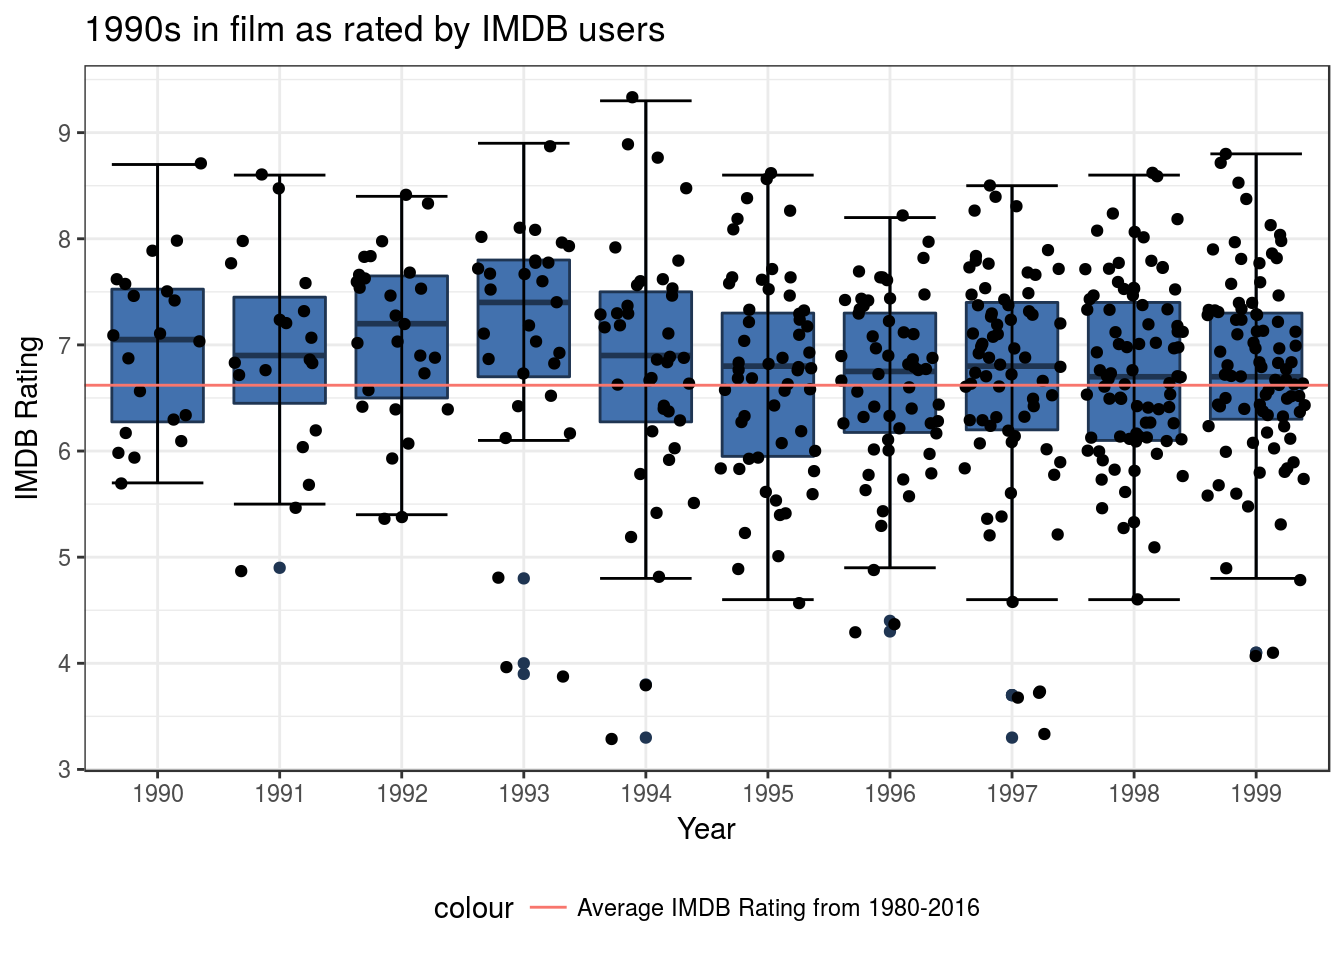 1990s in film as rated by IMDB users
IMDB Rating
9
8
7
6
5
4
3
1990 1991 1992 1993 1994 1995 1996 1997 1998 1999
Year
colour Average IMDB Rating from 1980-2016